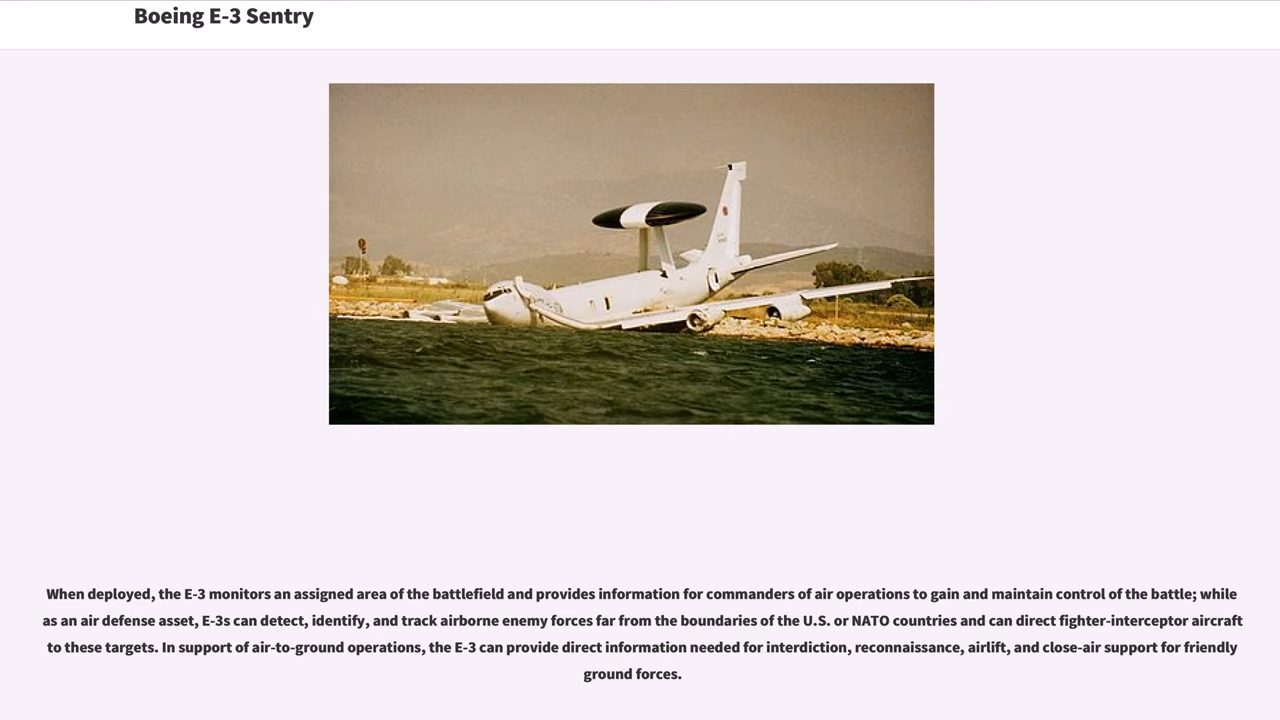 Boeing E-3 Sentry
When deployed, the E-3 monitors an assigned area of the battlefield and provides information for commanders of air operations to gain and maintain control of the battle; while
as an air defense asset, E-3s can detect, identify, and track airborne enemy forces far from the boundaries of the U.S. or NATO countries and can direct fighter-interceptor aircraft
to these targets. In support of air-to-ground operations, the E-3 can provide direct information needed for interdiction, reconnaissance, airlift, and close-air support for friendly
ground forces.